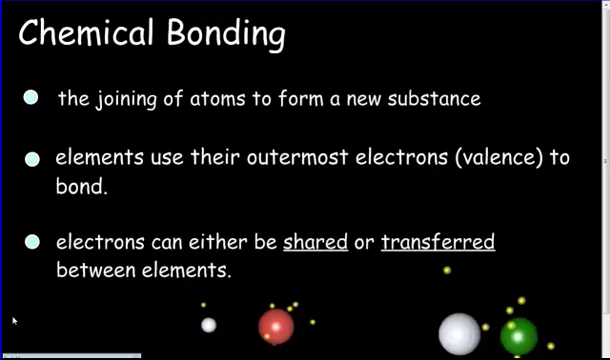 Chemical Bonding
the joining of atoms to form a new substance
elements use their outermost electrons (valence) to
bond.
electrons can either be shared or transferred
between elements.